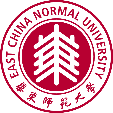 EAST CHINA NORMAL UNIVERSITY
華東師範大學